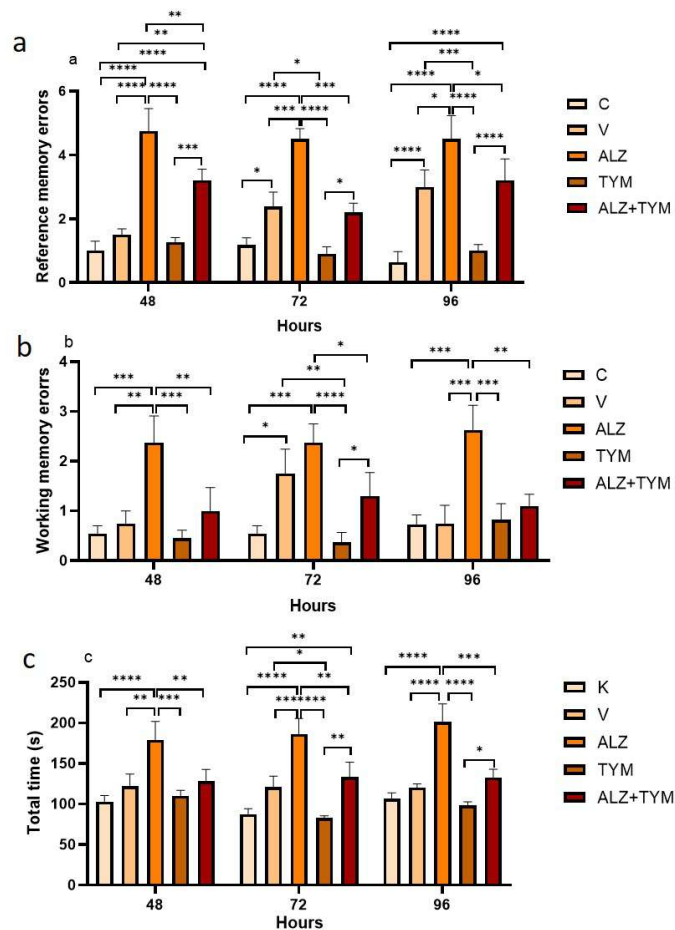 a
a
**
**
****
****
**** ****
***
*
**** ***
*** ****
*
*
****
***
**** *
* ****
****
****
Reference memory errors
6
4
2
0
48 72 96
Hours
C
V
ALZ
TYM
ALZ+TYM
b
b
*** **
** ***
*
**
*** ****
*
*
*** **
*** ***
Working memory erorrs
4
3
2
1
0
48 72 96
Hours
C
V
ALZ
TYM
ALZ+TYM
c
c
**** **
** ***
**
*
**** **
*******
**
**** ***
**** ****
*
Total time (s)
250
200
150
100
50
0
48 72 96
Hours
K
V
ALZ
TYM
ALZ+TYM